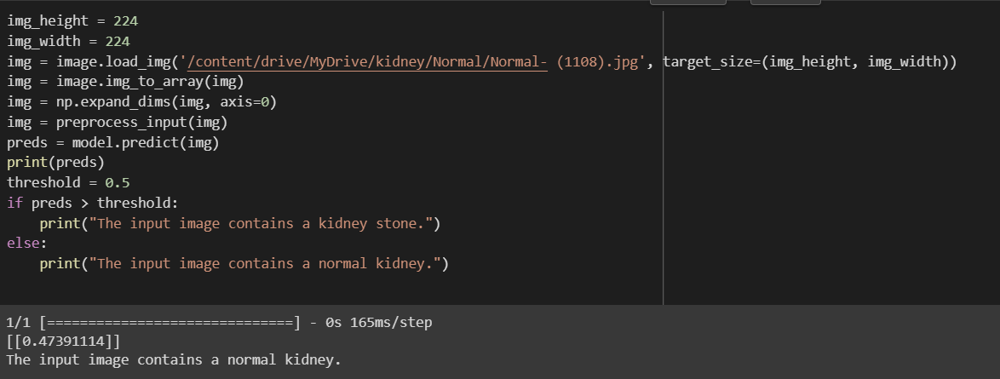 img_height = 224
img_width = 224
img = image.load_img('/content/drive/MyDrive/kidney/Normal/Normal- (1108).jpg', target_size=(img_height, img_width))
img = image.img_to_array(img)
img = np.expand_dims(img, axis=0)
img = preprocess_input(img)
preds = model.predict(img)
print(preds)
threshold = 0.5
if preds > threshold:
    print("The input image contains a kidney stone.")
else:
    print("The input image contains a normal kidney.")
1/1 [==============================] - 0s 165ms/step
[[0.47391114]]
The input image contains a normal kidney.